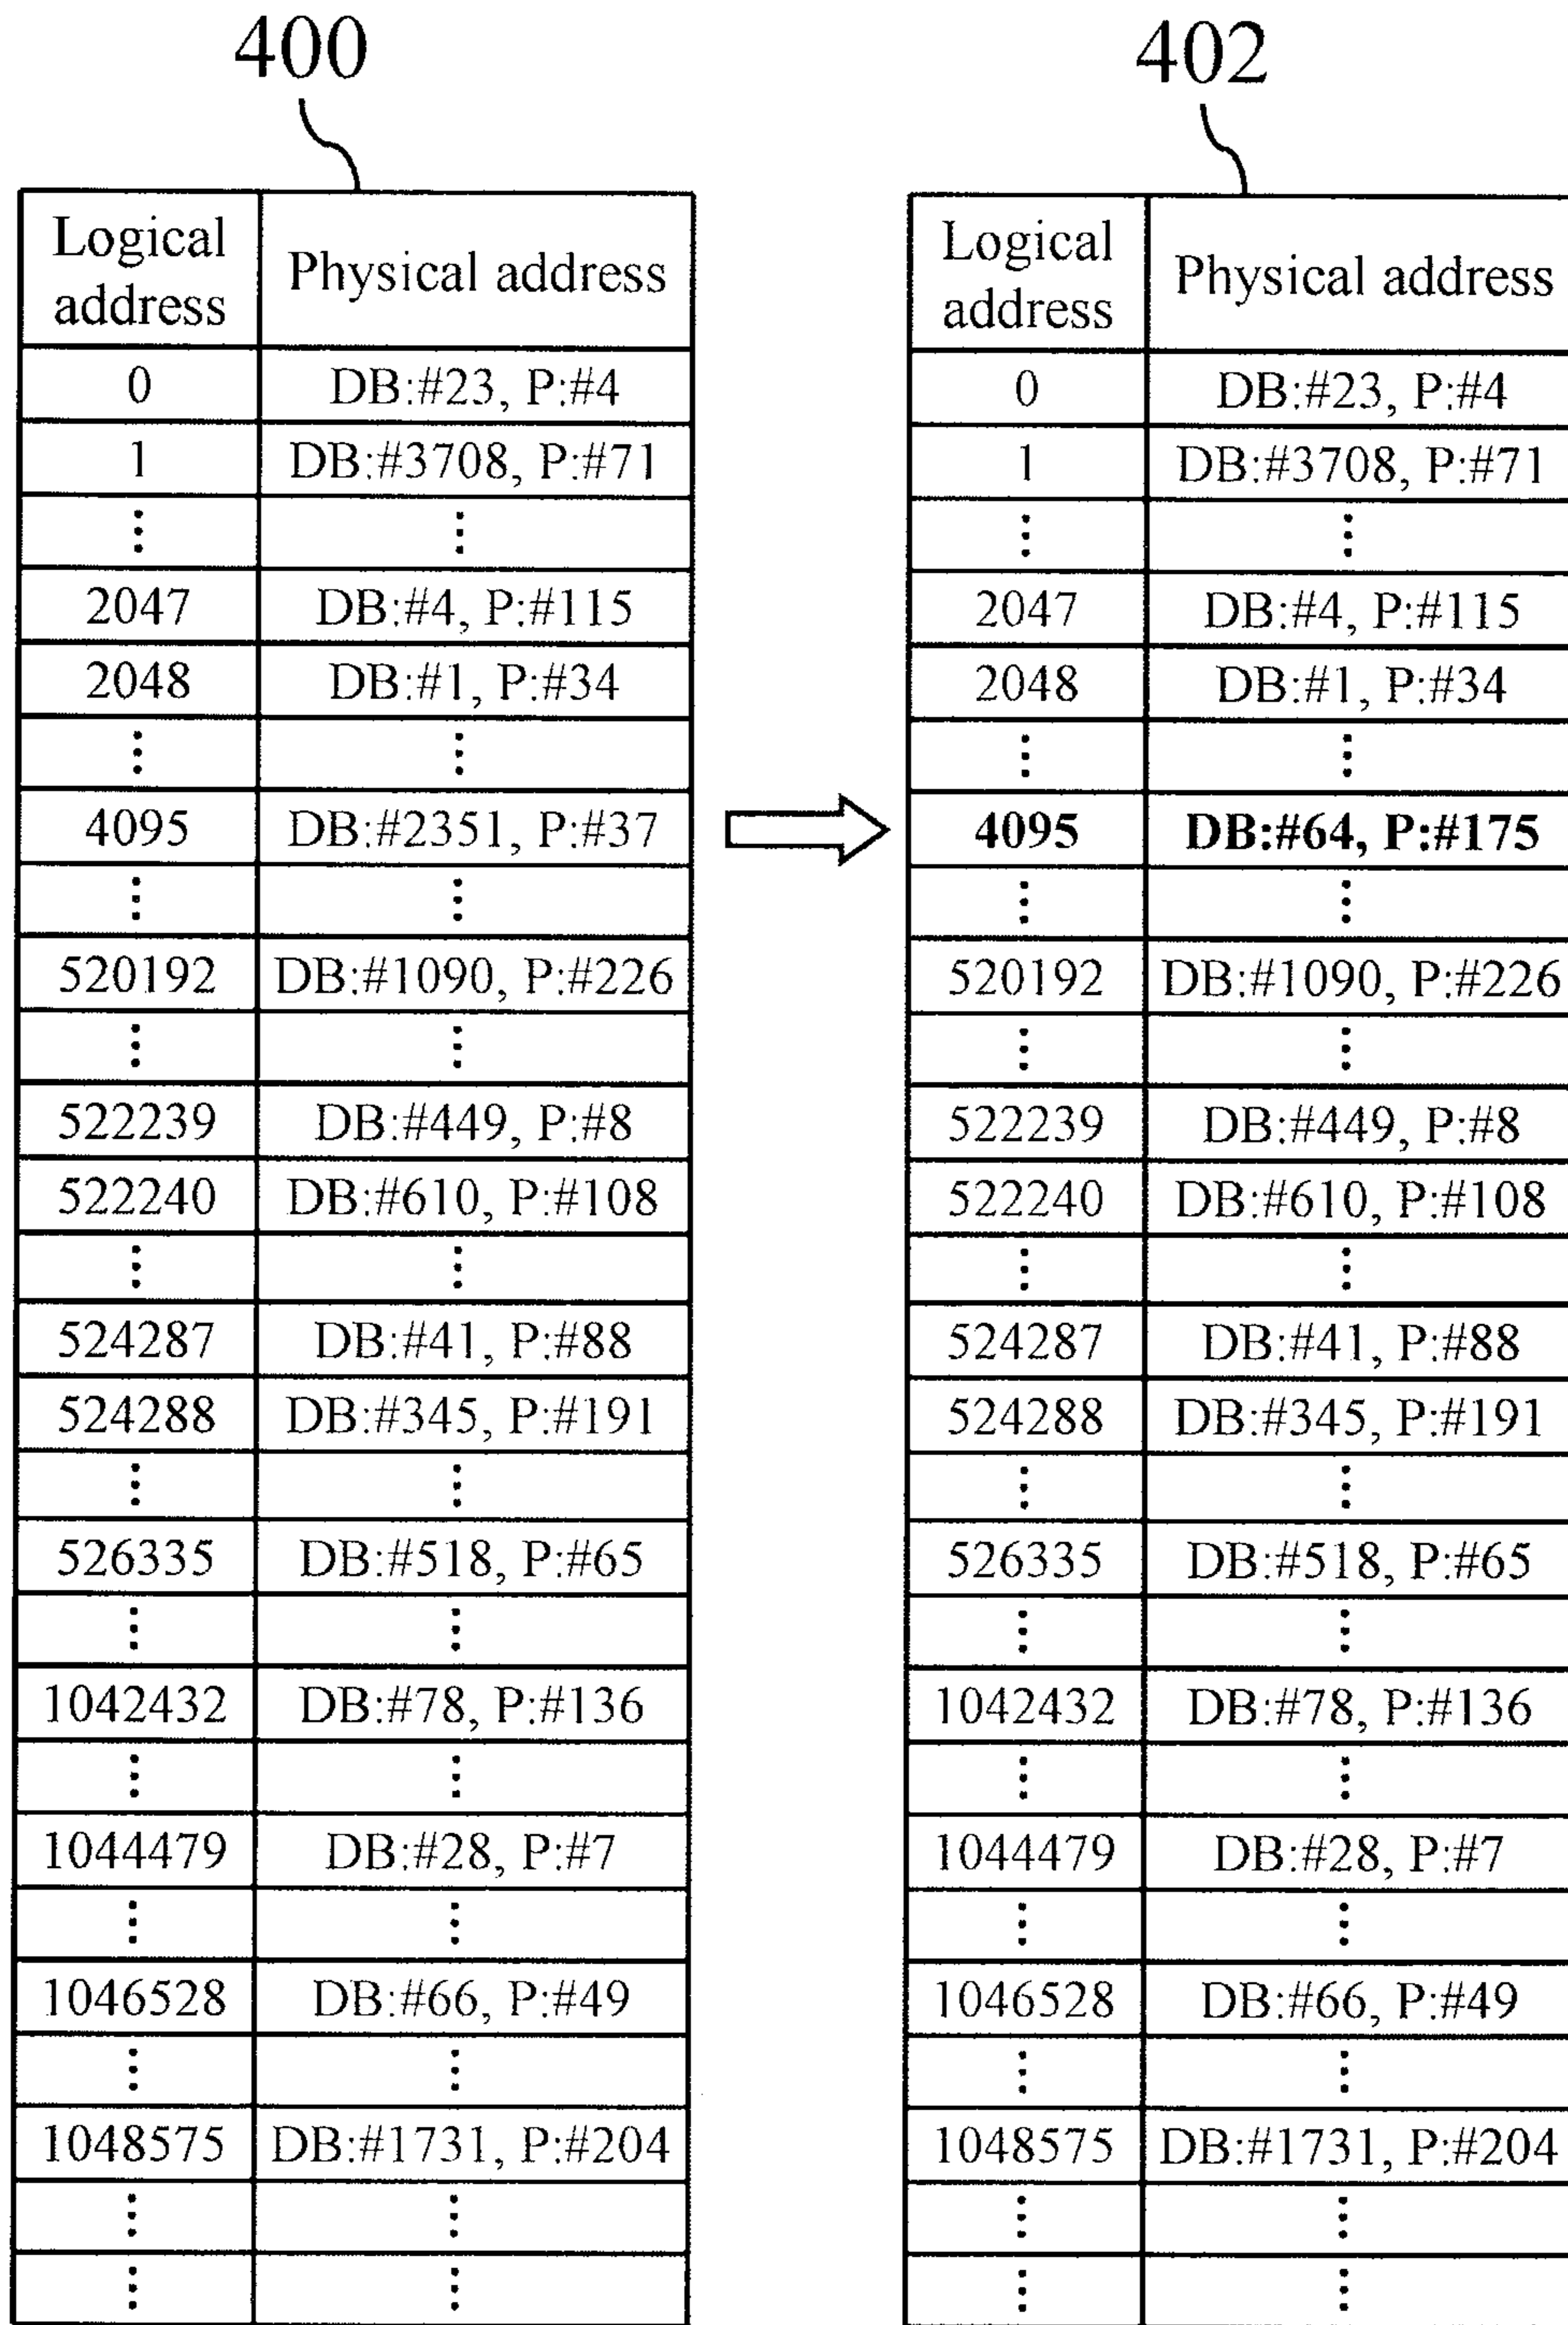 400
402
Logical address Physical address
0 DB:#23, P:#4
1 DB:#3708, P:#71
⋮ ⋮
2047 DB:#4, P:#115
2048 DB:#1, P:#34
⋮ ⋮
4095 DB:#2351, P:#37
⋮ ⋮
520192 DB:#1090, P:#226
⋮ ⋮
522239 DB:#449, P:#8
522240 DB:#610, P:#108
⋮ ⋮
524287 DB:#41, P:#88
524288 DB:#345, P:#191
⋮ ⋮
526335 DB:#518, P:#65
⋮ ⋮
1042432 DB:#78, P:#136
⋮ ⋮
1044479 DB:#28, P:#7
⋮ ⋮
1046528 DB:#66, P:#49
⋮ ⋮
1048575 DB:#1731, P:#204
⋮ ⋮
⋮ ⋮
Logical address Physical address
0 DB:#23, P:#4
1 DB:#3708, P:#71
⋮ ⋮
2047 DB:#4, P:#115
2048 DB:#1, P:#34
⋮ ⋮
4095 DB:#64, P:#175
⋮ ⋮
520192 DB:#1090, P:#226
⋮ ⋮
522239 DB:#449, P:#8
522240 DB:#610, P:#108
⋮ ⋮
524287 DB:#41, P:#88
524288 DB:#345, P:#191
⋮ ⋮
526335 DB:#518, P:#65
⋮ ⋮
1042432 DB:#78, P:#136
⋮ ⋮
1044479 DB:#28, P:#7
⋮ ⋮
1046528 DB:#66, P:#49
⋮ ⋮
1048575 DB:#1731, P:#204
⋮ ⋮
⋮ ⋮